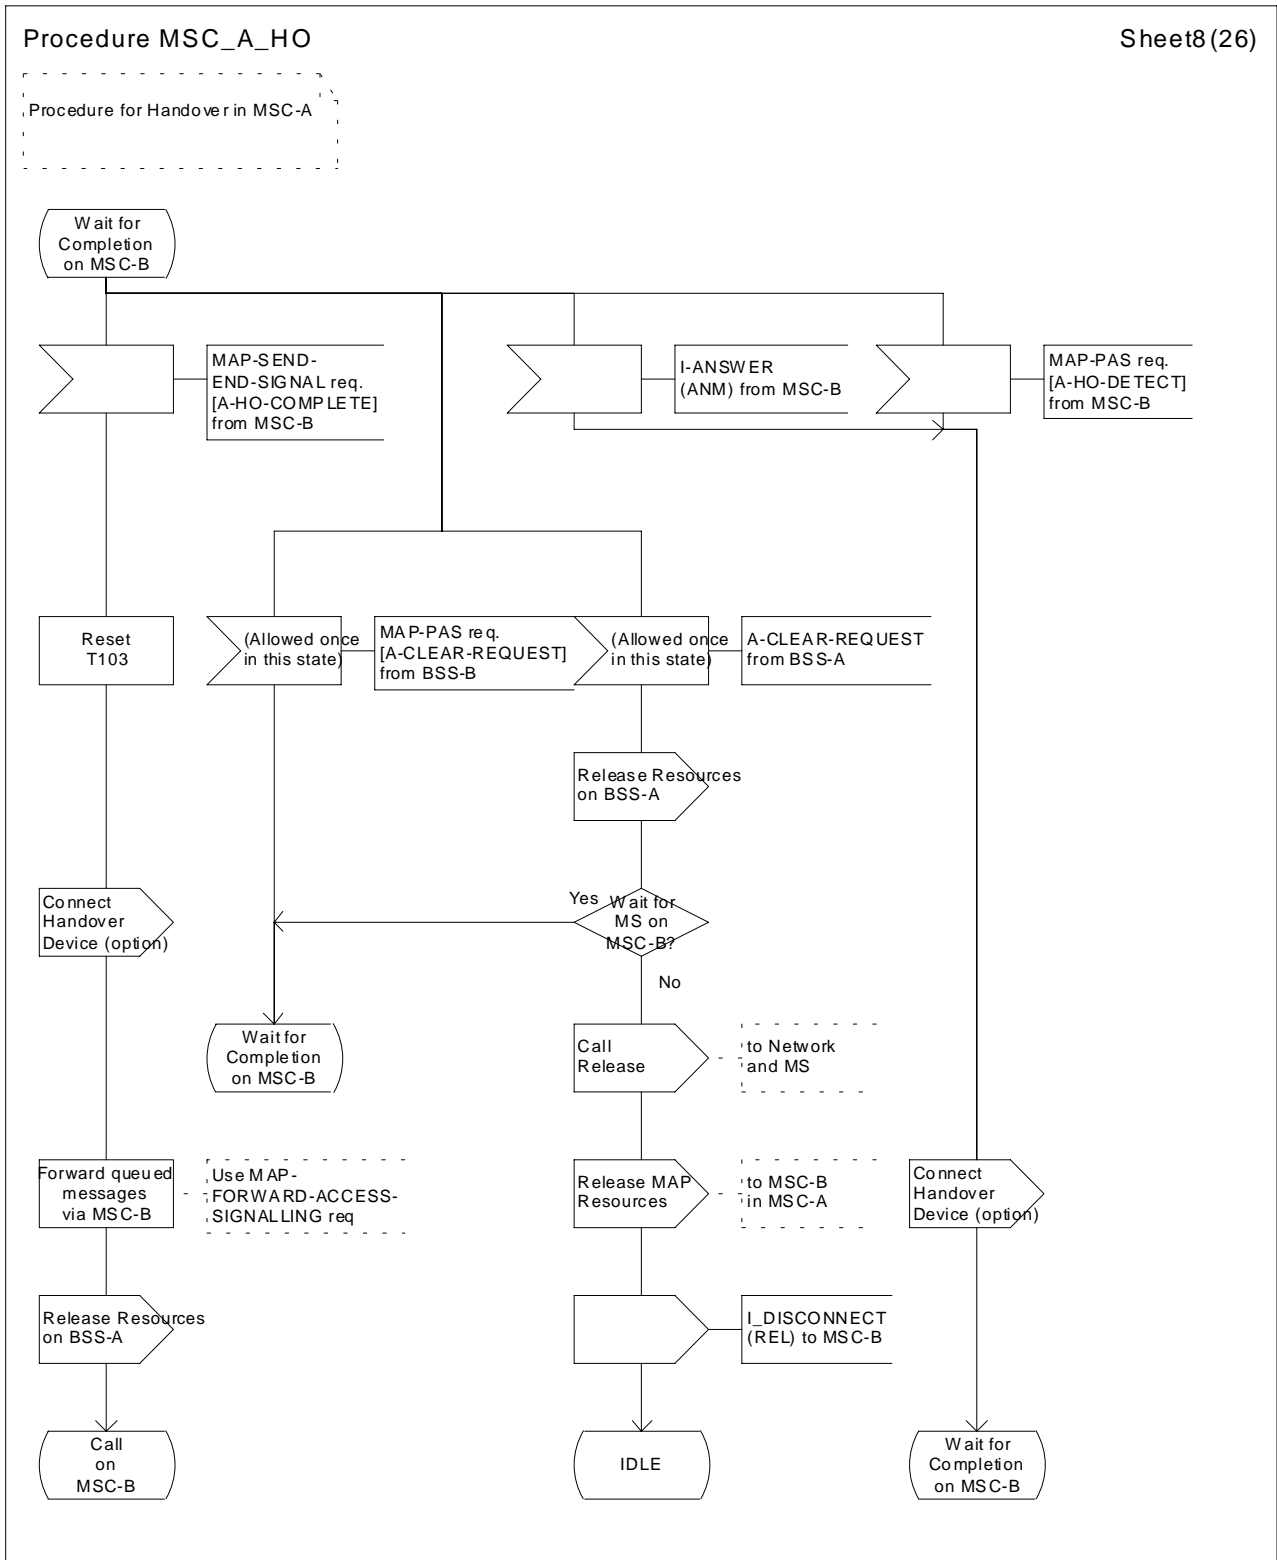 Procedure MSC_A_HO
Sheet8(26)
Procedure for Handover in MSC-A
Wait for
Completion
on MSC-B
MAP-SEND-
END-SIGNAL req.
[A-HO-COMPLETE]
from MSC-B
I-ANSWER
(ANM) from MSC-B
MAP-PAS req.
[A-HO-DETECT]
from MSC-B
Reset
T103
(Allowed once
in this state)
MAP-PAS req.
[A-CLEAR-REQUEST]
from BSS-B
(Allowed once
in this state)
A-CLEAR-REQUEST
from BSS-A
Release Resources
on BSS-A
Connect
Handover
Device (option)
Yes
Wait for
MS on
MSC-B?
No
Wait for
Completion
on MSC-B
Call
Release
to Network
and MS
Forward queued
messages
via MSC-B
Use MAP-
FORWARD-ACCESS-
SIGNALLING req
Release MAP
Resources
to MSC-B
in MSC-A
Connect
Handover
Device (option)
Release Resources
on BSS-A
I_DISCONNECT
(REL) to MSC-B
Call
on
MSC-B
IDLE
Wait for
Completion
on MSC-B